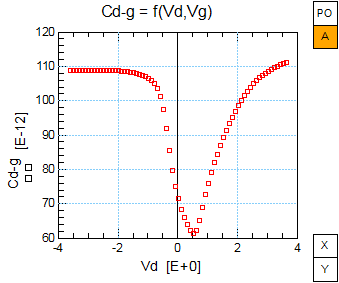 Cd-g = f(Vd,Vg)
PO
A
120
110
100
90
80
70
60
Cd-g [E-12]
-4
-2
0
2
4
Vd [E+0]
X
Y